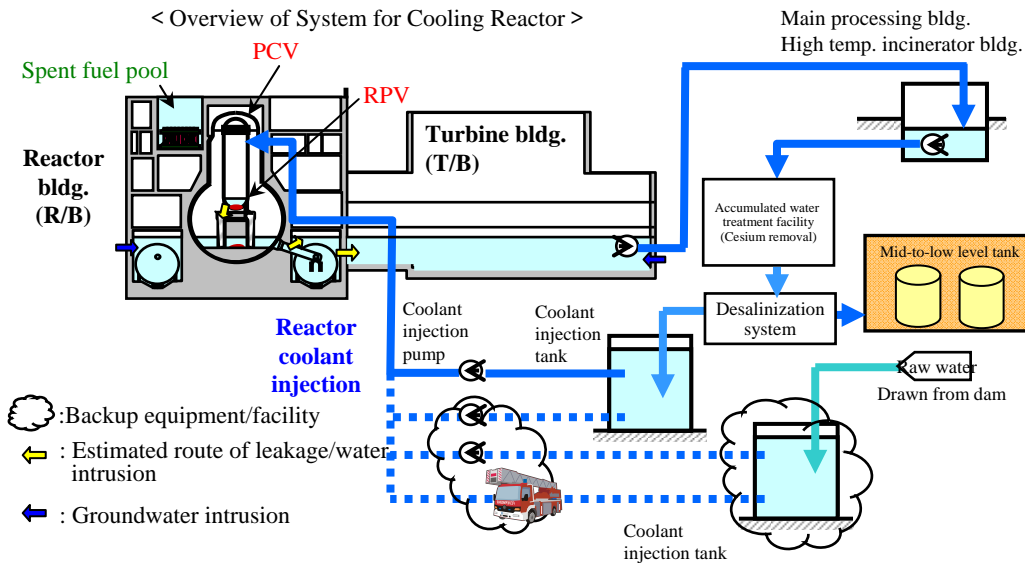 < Overview of System for Cooling Reactor >
Main processing bldg.
High temp. incinerator bldg.
PCV
Spent fuel pool
RPV
Turbine bldg.
(T/B)
Reactor
bldg.
(R/B)
Accumulated water
treatment facility
(Cesium removal)
Mid-to-low level tank
Desalinization
system
Coolant
injection
pump
Coolant
injection
tank
Reactor
coolant
injection
Raw water
Drawn from dam
:Backup equipment/facility
: Estimated route of leakage/water
intrusion
: Groundwater intrusion
Coolant
injection tank